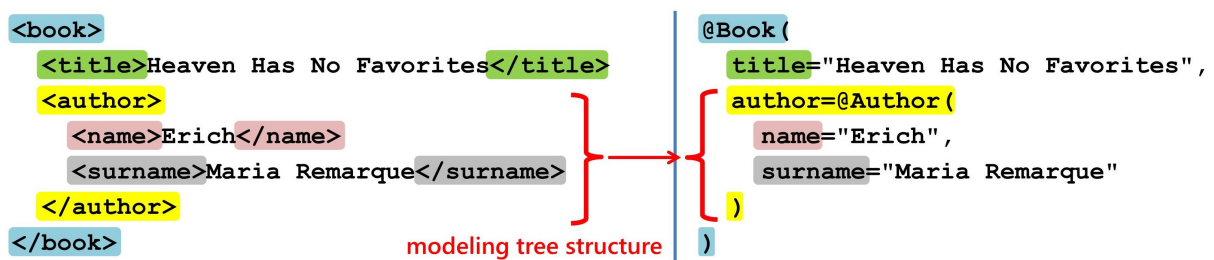 <book>
<title>Heaven Has No Favorites</title>
<author>
<name>Erich</name>
<surname>Maria Remarque</surname>
</author>
</book>
modeling tree structure
@Book(
title="Heaven Has No Favorites",
author=@Author(
name="Erich",
surname="Maria Remarque"
)
)